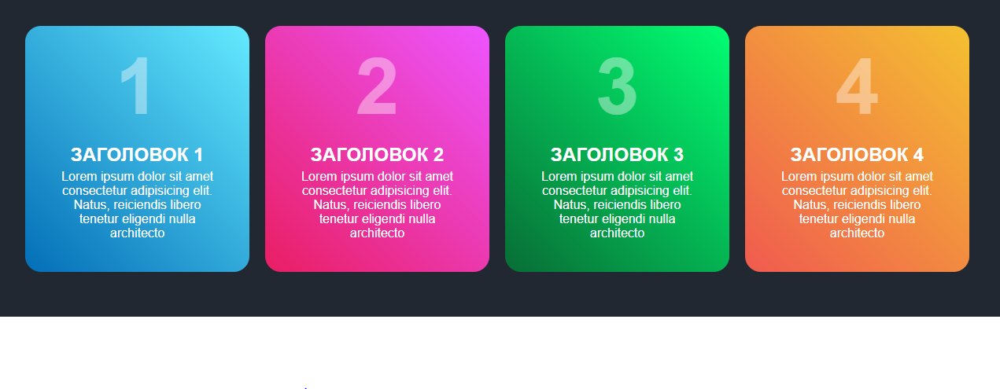 1
ЗАГОЛОВОК 1
Lorem ipsum dolor sit amet
consectetur adipisicing elit.
Natus, reiciendis libero
tenetur eligendi nulla
architecto
2
ЗАГОЛОВОК 2
Lorem ipsum dolor sit amet
consectetur adipisicing elit.
Natus, reiciendis libero
tenetur eligendi nulla
architecto
3
ЗАГОЛОВОК 3
Lorem ipsum dolor sit amet
consectetur adipisicing elit.
Natus, reiciendis libero
tenetur eligendi nulla
architecto
4
ЗАГОЛОВОК 4
Lorem ipsum dolor sit amet
consectetur adipisicing elit.
Natus, reiciendis libero
tenetur eligendi nulla
architecto